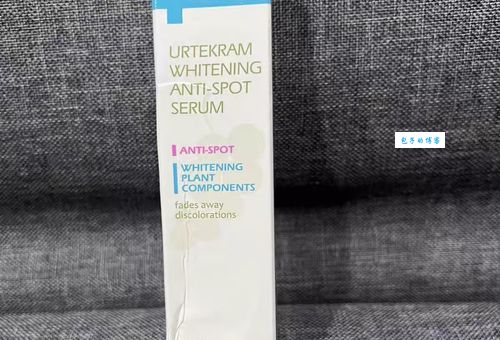 URTEKRAM
WHITENING
ANTI-SPOT
SERUM
ANTI-SPOT
WHITENING
PLANT
COMPONENTS
fades away
discolorations
包子的博客